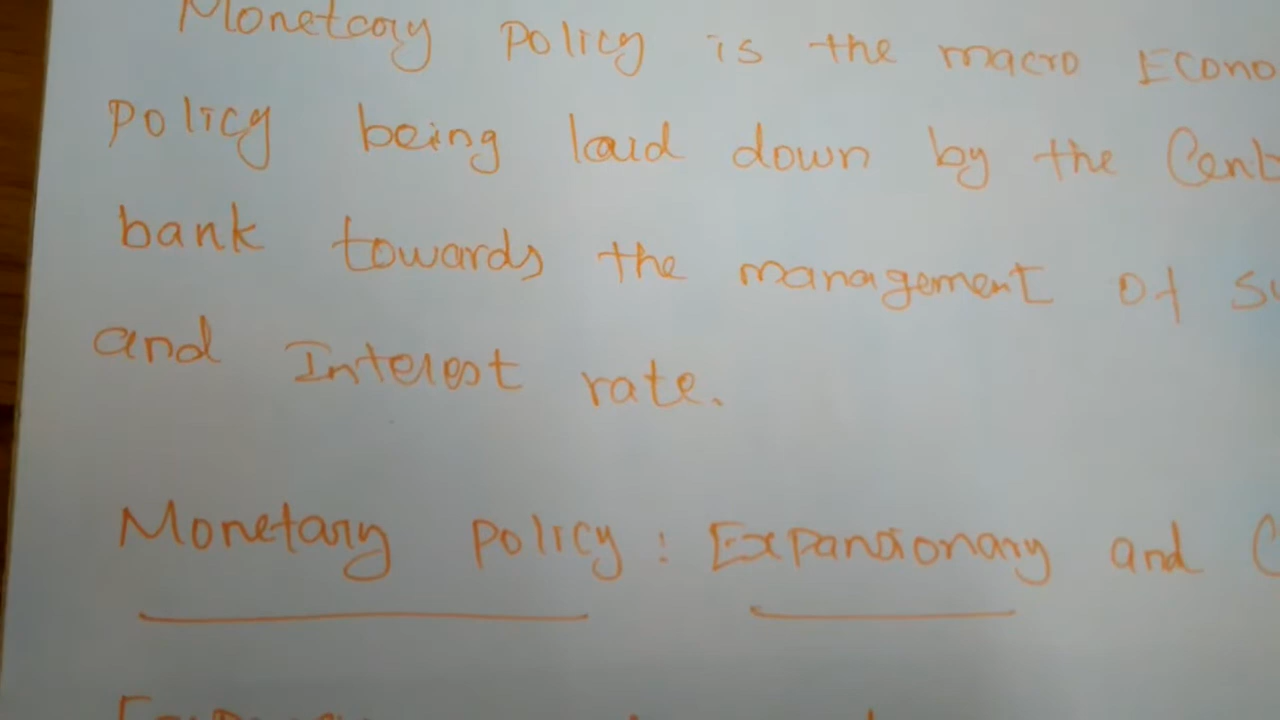 Monetary policy is the macro Econo
policy being laid down by the Cent
bank towards the management of su
and Interest rate.
Monetary policy : Expansionary and C